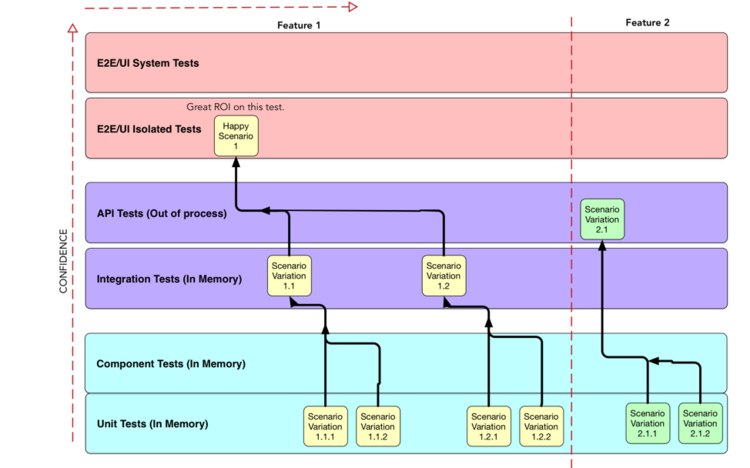 Feature 1
Feature 2
E2E/UI System Tests
Great ROI on this test.
E2E/UI Isolated Tests
Happy
Scenario
1
API Tests (Out of process)
Scenario
Variation
2.1
CONFIDENCE
Integration Tests (In Memory)
Scenario
Variation
1.1
Scenario
Variation
1.2
Component Tests (In Memory)
Unit Tests (In Memory)
Scenario
Variation
1.1.1
Scenario
Variation
1.1.2
Scenario
Variation
1.2.1
Scenario
Variation
1.2.2
Scenario
Variation
2.1.1
Scenario
Variation
2.1.2